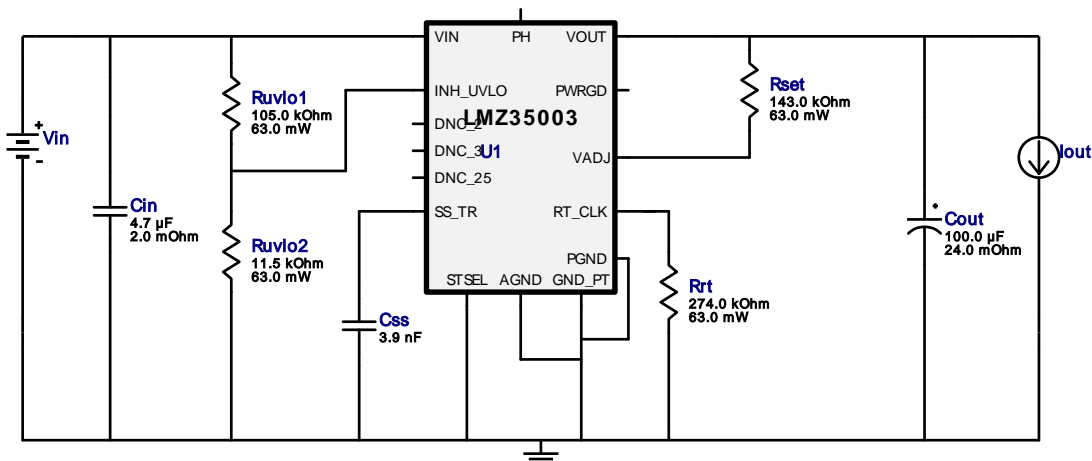 VIN
PH
VOUT
Ruvlo1
105.0 kOhm
63.0 mW
INH_UVLO
PWRGD
Rset
143.0 kOhm
63.0 mW
LMZ35003
DNC_2
DNC_3
U1
VADJ
DNC_25
+
Vin
-
Iout
Cin
4.7 µF
2.0 mOhm
SS_TR
RT_CLK
Cout
100.0 µF
24.0 mOhm
Ruvlo2
11.5 kOhm
63.0 mW
PGND
STSEL
AGND
GND_PT
Rrt
274.0 kOhm
63.0 mW
Css
3.9 nF